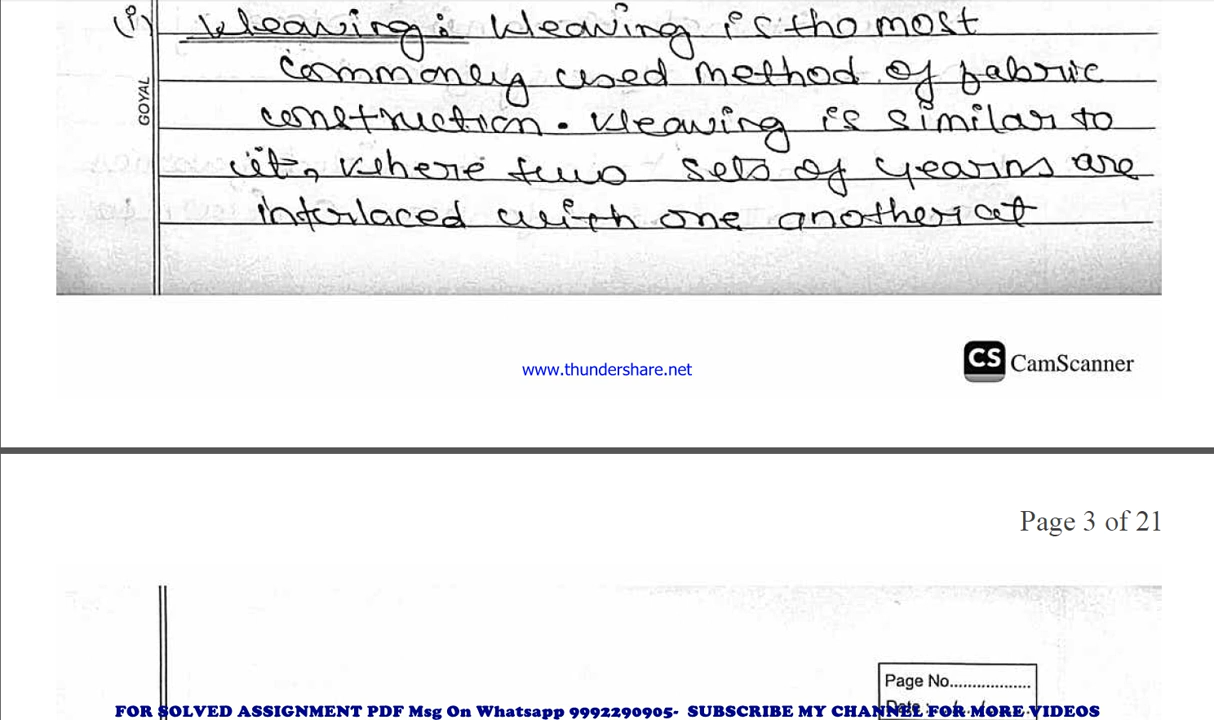 (i) Weaving : Weaving is the most
commonly used method of fabric
construction. Weaving is similar to
it, where two sets of yearns are
interlaced with one another at
GOYAL
www.thundershare.net
CS CamScanner
Page 3 of 21
Page No..................
FOR SOLVED ASSIGNMENT PDF Msg On Whatsapp 9992290905- SUBSCRIBE MY CHANNEL FOR MORE VIDEOS